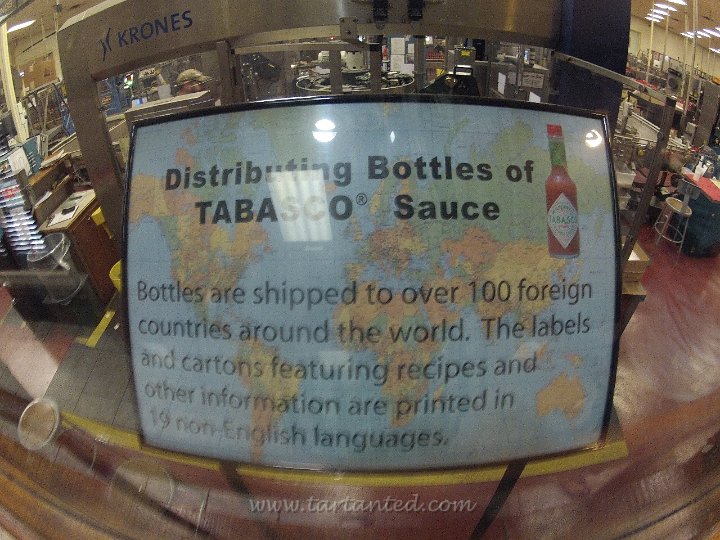 KRONES
Distributing Bottles of
TABASCO® Sauce
TABASCO
Bottles are shipped to over 100 foreign
countries around the world. The labels
and cartons featuring recipes and
other information are printed in
19 non-English languages.
www.tartanted.com